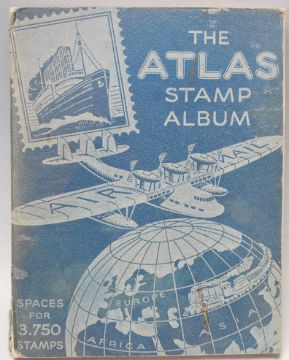 THE
ATLAS
STAMP
ALBUM
AIR MAIL
EUROPE
ASIA
AFRICA
SPACES
FOR
3.750
STAMPS